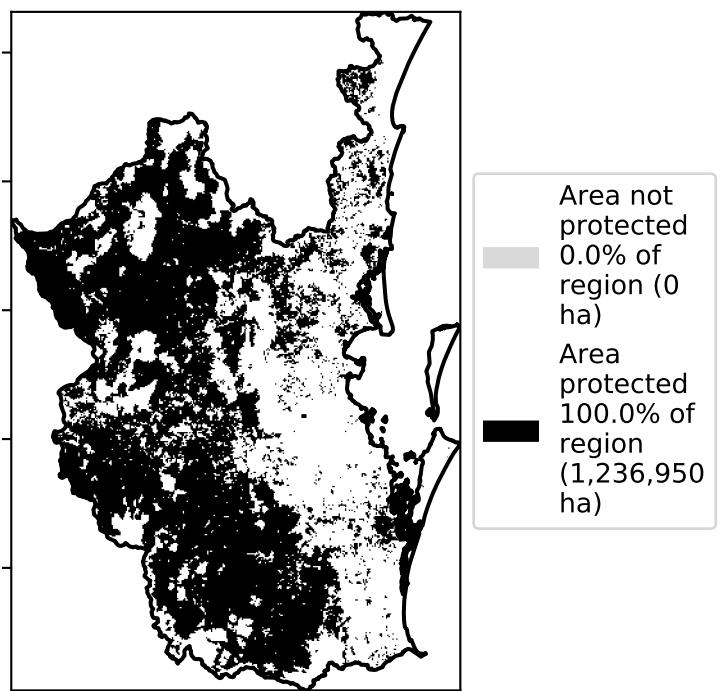 Area not
protected
0.0% of
region (0
ha)
Area
protected
100.0% of
region
(1,236,950
ha)